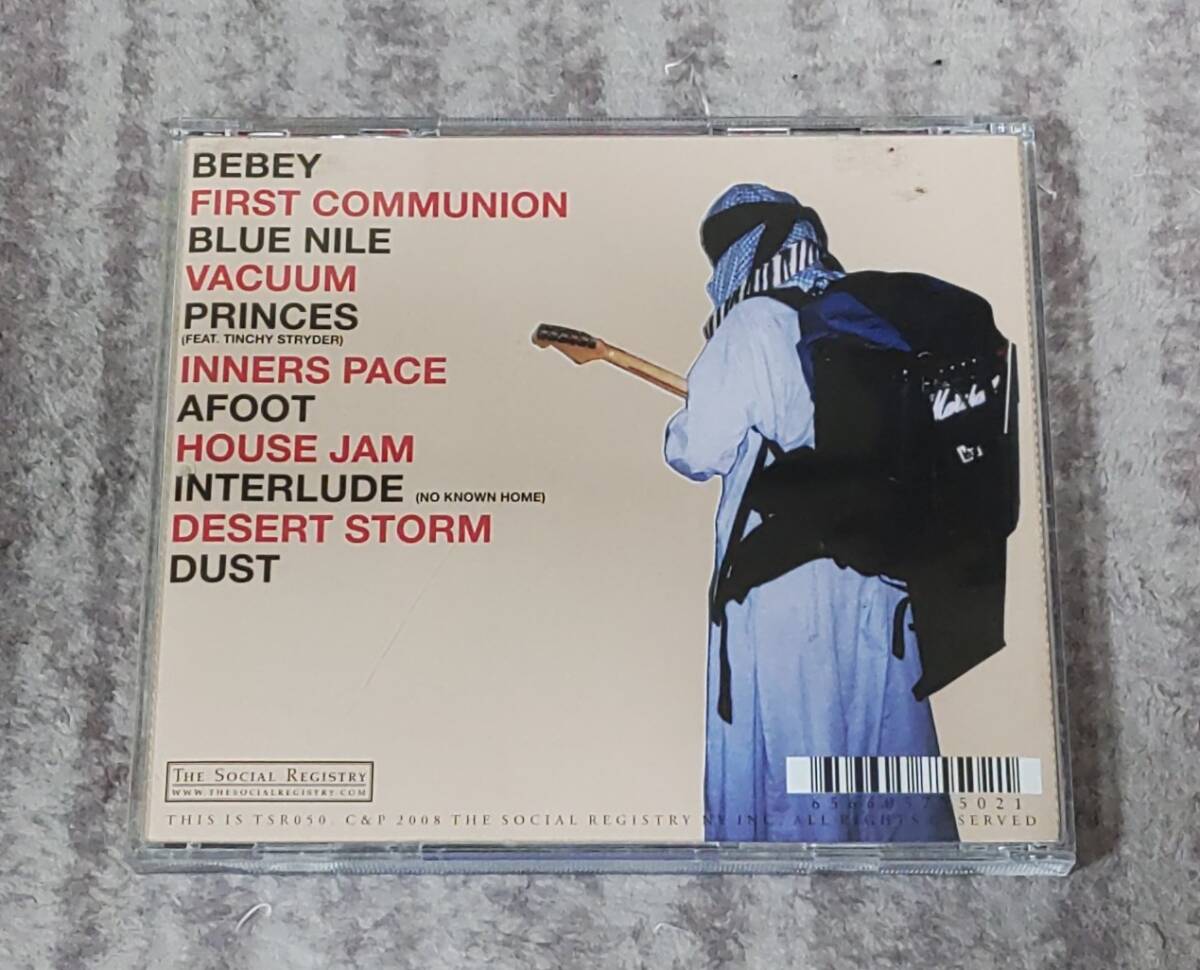 BEBEY
FIRST COMMUNION
BLUE NILE
VACUUM
PRINCES
(FEAT. TINCHY STRYDER)
INNERS PACE
AFOOT
HOUSE JAM
INTERLUDE (NO KNOWN HOME)
DESERT STORM
DUST
THE SOCIAL REGISTRY
WWW.THESOCIALREGISTRY.COM
5021
THIS IS TSR050. C&P 2008 THE SOCIAL REGISTRY NY INC. ALL RIGHTS RESERVED